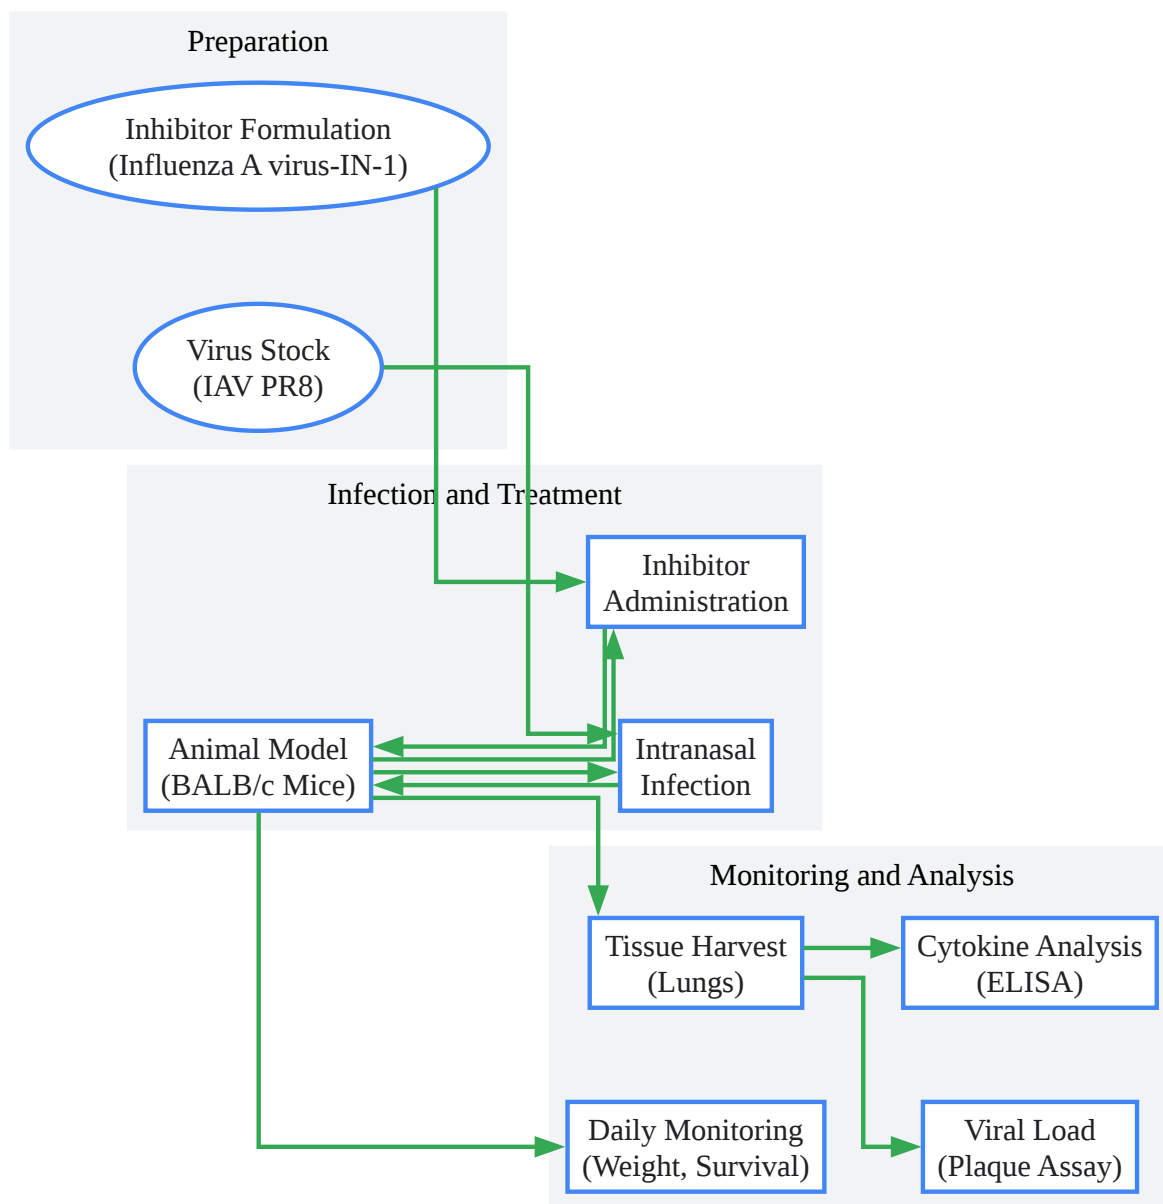 Preparation
Inhibitor Formulation
(Influenza A virus-IN-1)
Virus Stock
(IAV PR8)
Infection and Treatment
Inhibitor
Administration
Animal Model
(BALB/c Mice)
Intranasal
Infection
Monitoring and Analysis
Tissue Harvest
(Lungs)
Cytokine Analysis
(ELISA)
Daily Monitoring
(Weight, Survival)
Viral Load
(Plaque Assay)